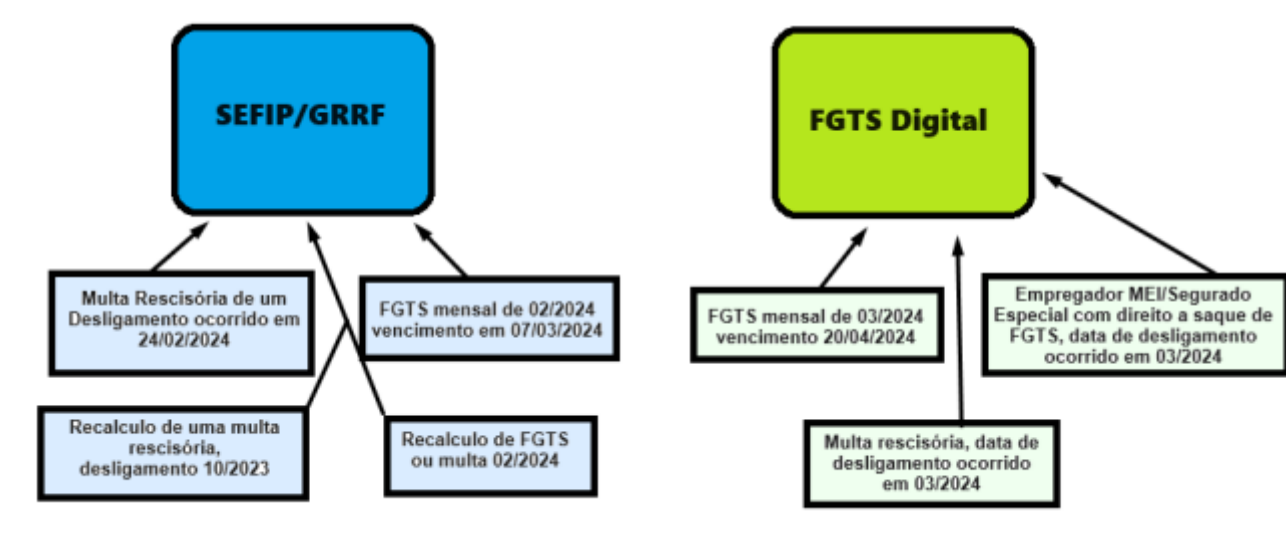 SEFIP/GRRF
FGTS Digital
Multa Rescisória de um
Desligamento ocorrido em
24/02/2024
FGTS mensal de 02/2024
vencimento em 07/03/2024
Recalculo de uma multa
rescisória,
desligamento 10/2023
Recalculo de FGTS
ou multa 02/2024
FGTS mensal de 03/2024
vencimento 20/04/2024
Empregador MEI/Segurado
Especial com direito a saque de
FGTS, data de desligamento
ocorrido em 03/2024
Multa rescisória, data de
desligamento ocorrido
em 03/2024